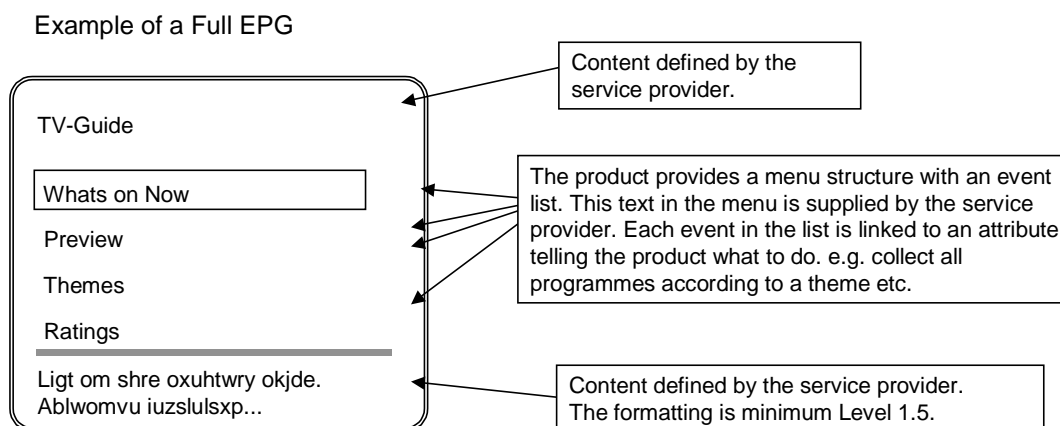 Example of a Full EPG
Content defined by the
service provider.
TV-Guide
Whats on Now
Preview
Themes
Ratings
The product provides a menu structure with an event
list. This text in the menu is supplied by the service
provider. Each event in the list is linked to an attribute
telling the product what to do. e.g. collect all
programmes according to a theme etc.
Ligt om shre oxuhtwry okjde.
Ablwomvu iuzslulsxp...
Content defined by the service provider.
The formatting is minimum Level 1.5.